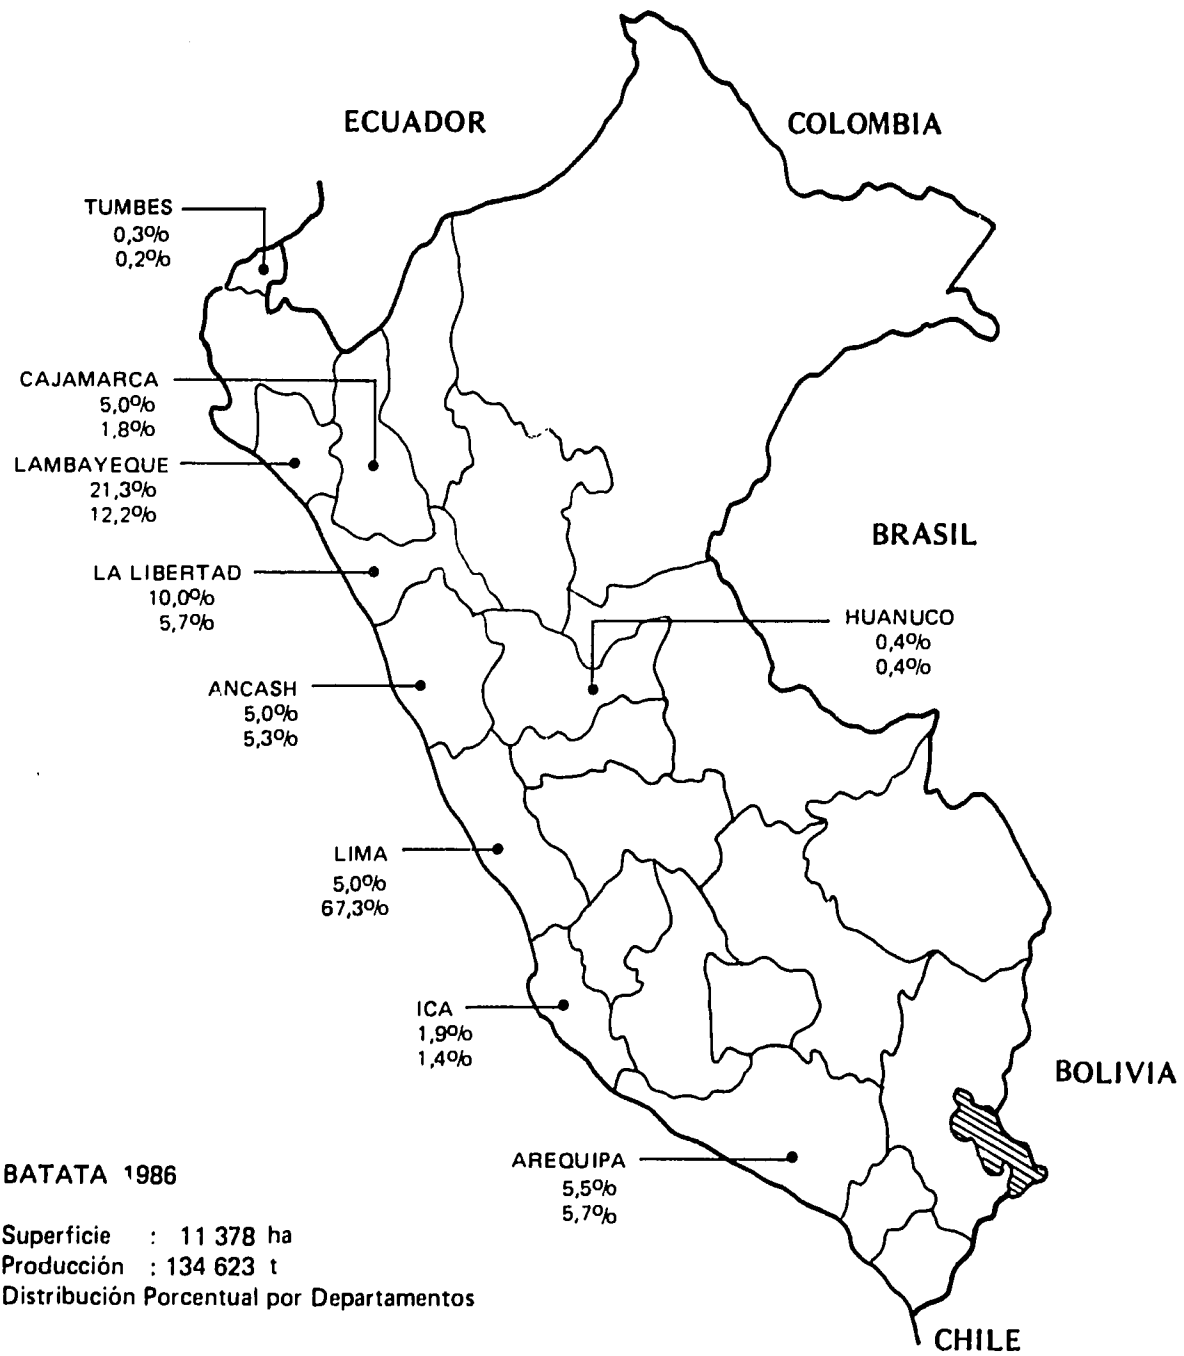 ECUADOR
COLOMBIA
TUMBES
0,3%
0,2%
CAJAMARCA
5,0%
1,8%
LAMBAYEQUE
21,3%
12,2%
BRASIL
LA LIBERTAD
10,0%
5,7%
HUANUCO
0,4%
0,4%
ANCASH
5,0%
5,3%
LIMA
5,0%
67,3%
ICA
1,9%
1,4%
BOLIVIA
AREQUIPA
5,5%
5,7%
BATATA 1986
Superficie : 11 378 ha
Producción : 134 623 t
Distribución Porcentual por Departamentos
CHILE